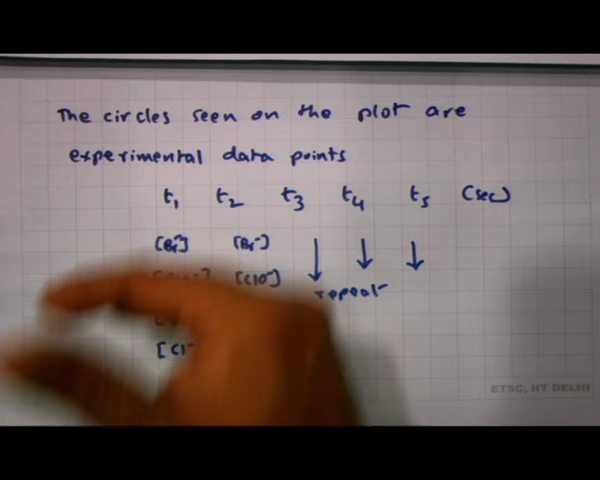 The circles seen on the plot are
experimental data points
t₁ t₂ t₃ t₄ t₅ (sec)
[Br⁻] [Br⁻]
[ClO⁻]
repeat
[Cl⁻
ETSC, IIT DELHI